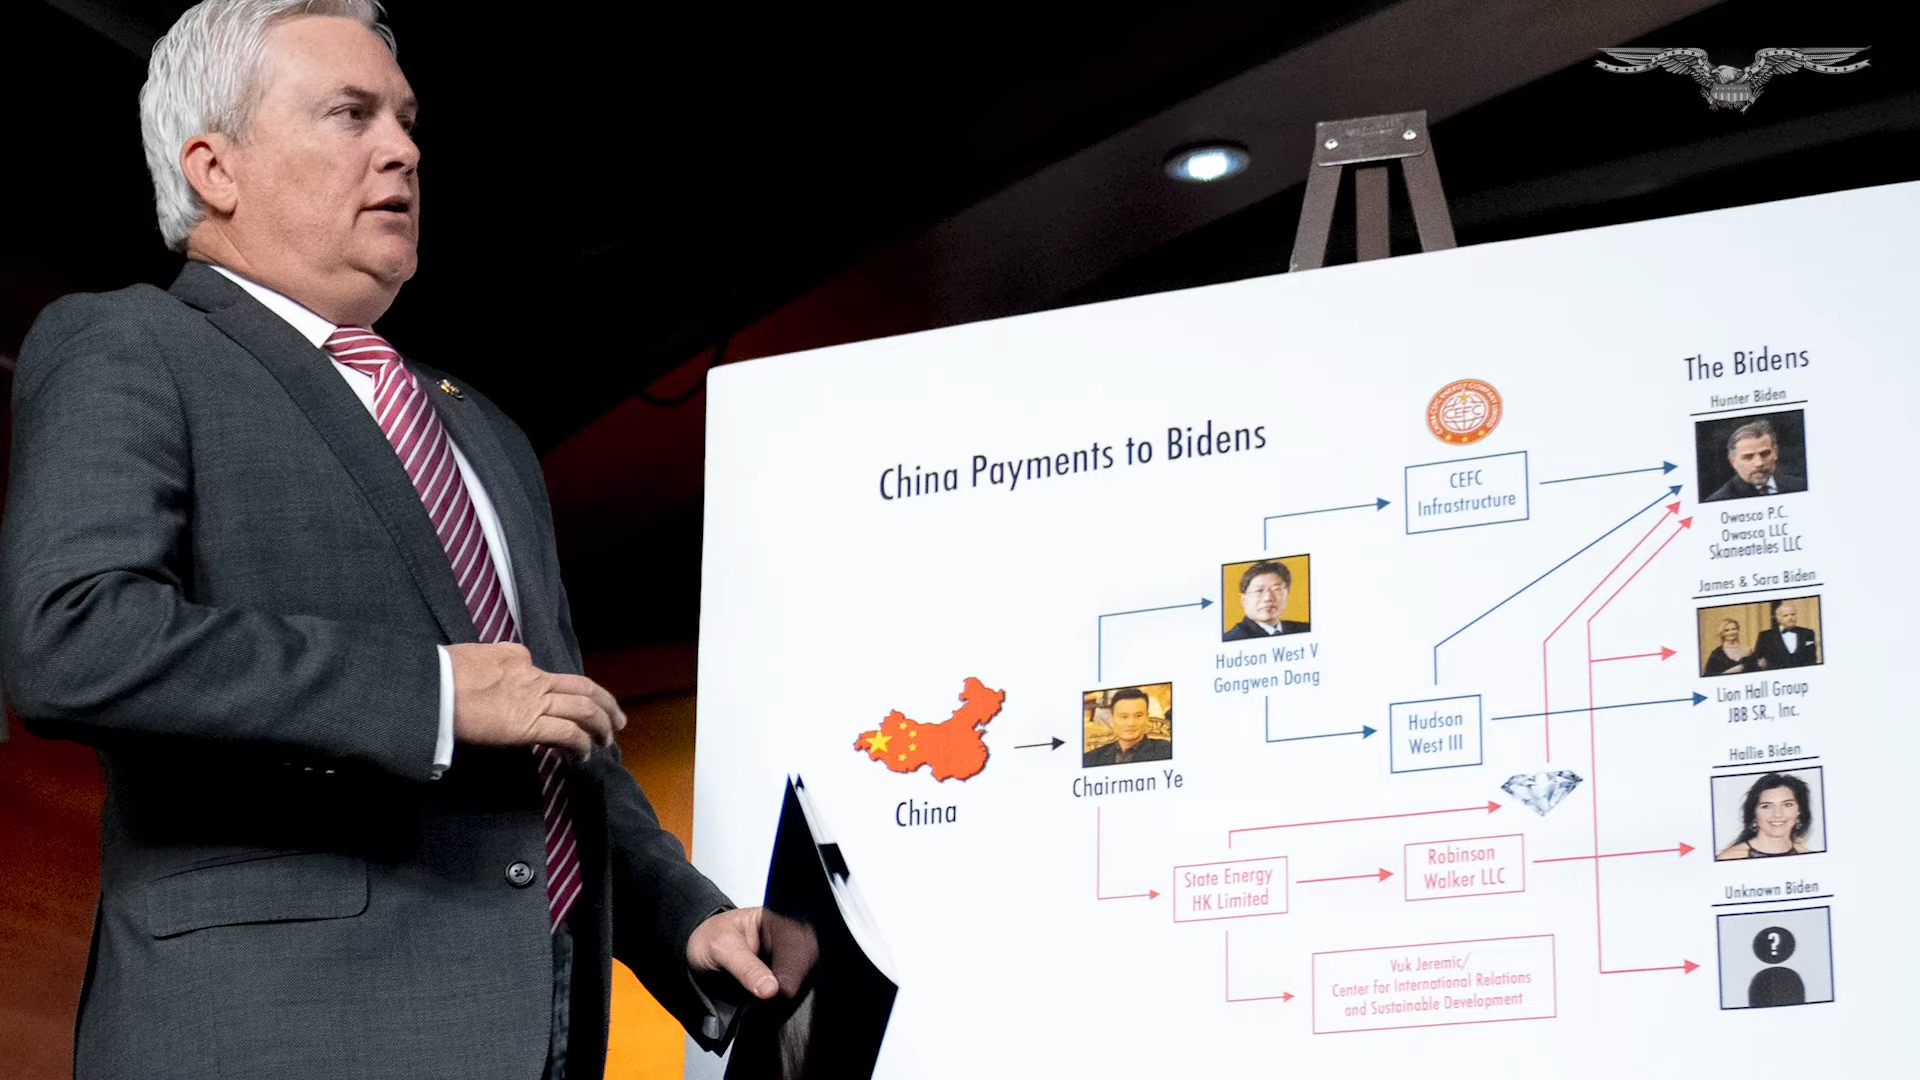 China Payments to Bidens
China
Chairman Ye
Hudson West V
Gongwen Dong
CEFC
CEFC
Infrastructure
Hudson
West III
State Energy
HK Limited
Robinson
Walker LLC
Vuk Jeremic/
Center for International Relations
and Sustainable Development
The Bidens
Hunter Biden
Owasco P.C.
Owasco LLC
Skaneateles LLC
James & Sara Biden
Lion Hall Group
JBB SR., Inc.
Hallie Biden
Unknown Biden
?